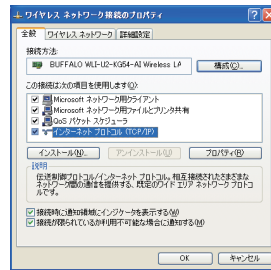 ワイヤレス ネットワーク接続のプロパティ
全般 ワイヤレス ネットワーク 詳細設定
接続方法:
BUFFALO WLI-U2-KG54-AI Wireless LA
構成(C)...
この接続は次の項目を使用します(O):
Microsoft ネットワーク用クライアント
Microsoft ネットワーク用ファイルとプリンタ共有
QoS パケット スケジューラ
インターネット プロトコル (TCP/IP)
インストール(N)... アンインストール(U) プロパティ(R)
説明
伝送制御プロトコル/インターネット プロトコル。相互接続されたさまざまな
ネットワーク間の通信を提供する、既定のワイド エリア ネットワーク プロトコ
ルです。
接続時に通知領域にインジケータを表示する(W)
接続が限られているか利用不可能な場合に通知する(M)
OK キャンセル